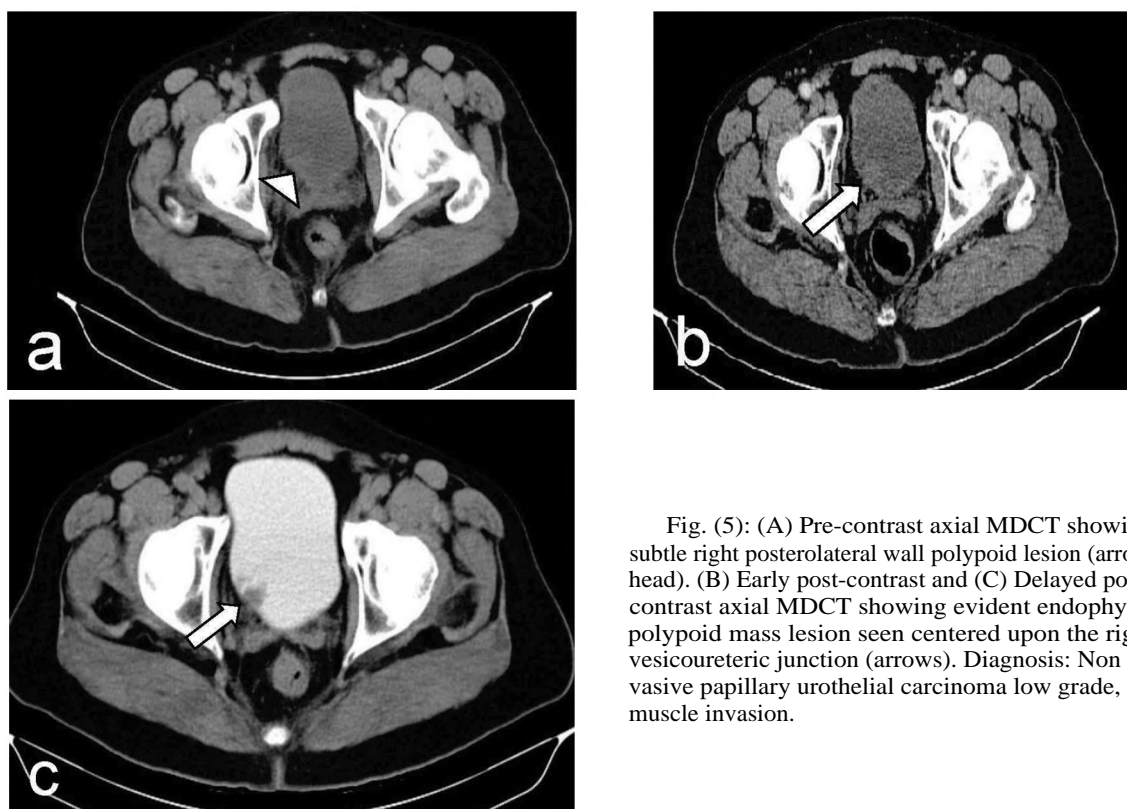 a
b
c
Fig. (5): (A) Pre-contrast axial MDCT showi
subtle right posterolateral wall polypoid lesion (arro
head). (B) Early post-contrast and (C) Delayed po
contrast axial MDCT showing evident endophy
polypoid mass lesion seen centered upon the rig
vesicoureteric junction (arrows). Diagnosis: Non
vasive papillary urothelial carcinoma low grade,
muscle invasion.